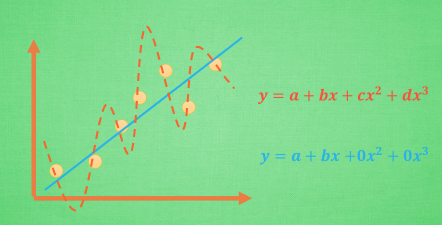 y = a + bx + cx² + dx³
y = a + bx +0x² + 0x³